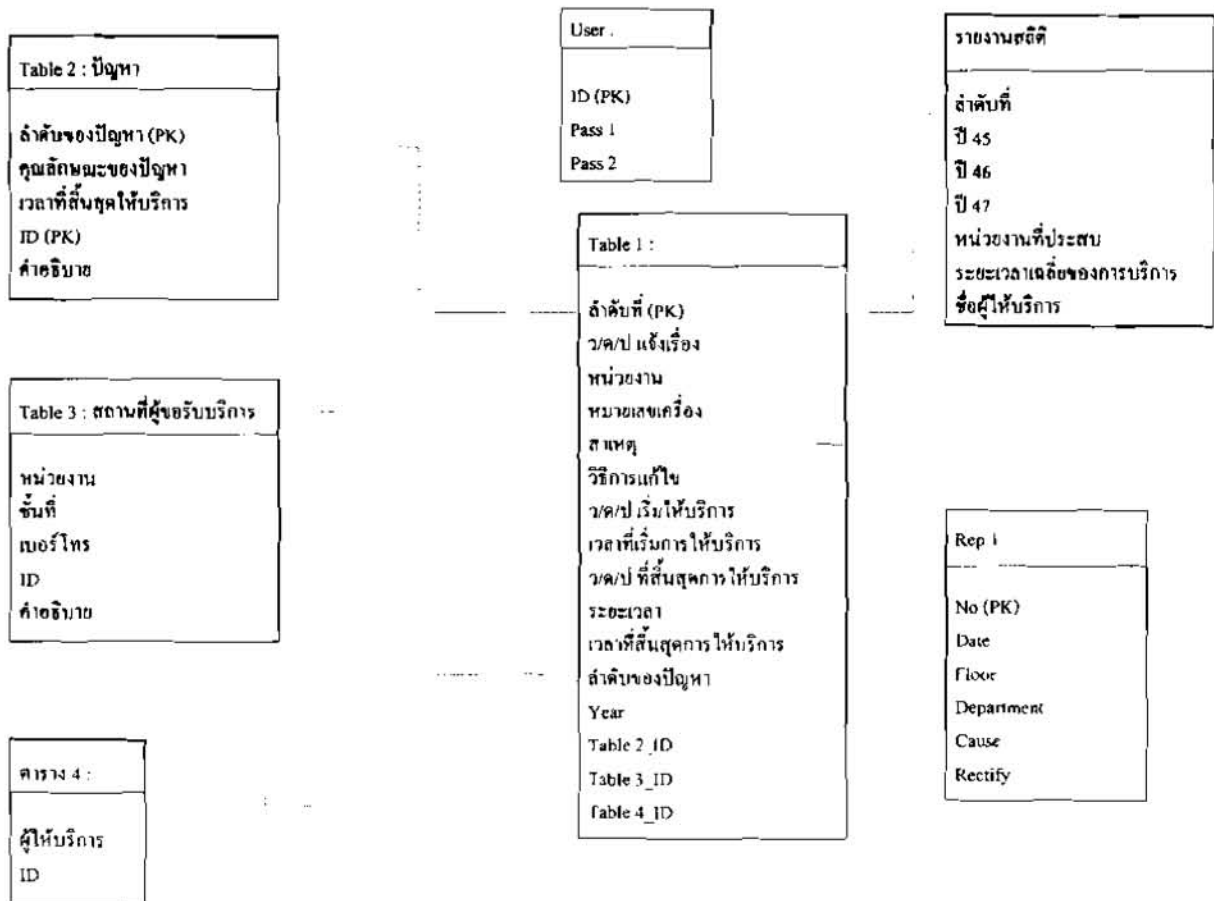 Table 2 : ปัญหา
ลำดับของปัญหา (PK)
คุณลักษณะของปัญหา
เวลาที่สิ้นสุดให้บริการ
ID (PK)
คำอธิบาย
Table 3 : สถานที่ผู้ขอรับบริการ
หน่วยงาน
ชั้นที่
เบอร์โทร
ID
คำอธิบาย
ตาราง 4 :
ผู้ให้บริการ
ID
User :
ID (PK)
Pass 1
Pass 2
Table 1 :
ลำดับที่ (PK)
ว/ด/ป แจ้งเรื่อง
หน่วยงาน
หมายเลขเครื่อง
สาเหตุ
วิธีการแก้ไข
ว/ด/ป เริ่มให้บริการ
เวลาที่เริ่มการให้บริการ
ว/ด/ป ที่สิ้นสุดการให้บริการ
ระยะเวลา
เวลาที่สิ้นสุดการให้บริการ
ลำดับของปัญหา
Year
Table 2_ID
Table 3_ID
Table 4_ID
รายงานสถิติ
ลำดับที่
ปี 45
ปี 46
ปี 47
หน่วยงานที่ประสบ
ระยะเวลาเฉลี่ยของการบริการ
ชื่อผู้ให้บริการ
Rep 1
No (PK)
Date
Floor
Department
Cause
Rectify